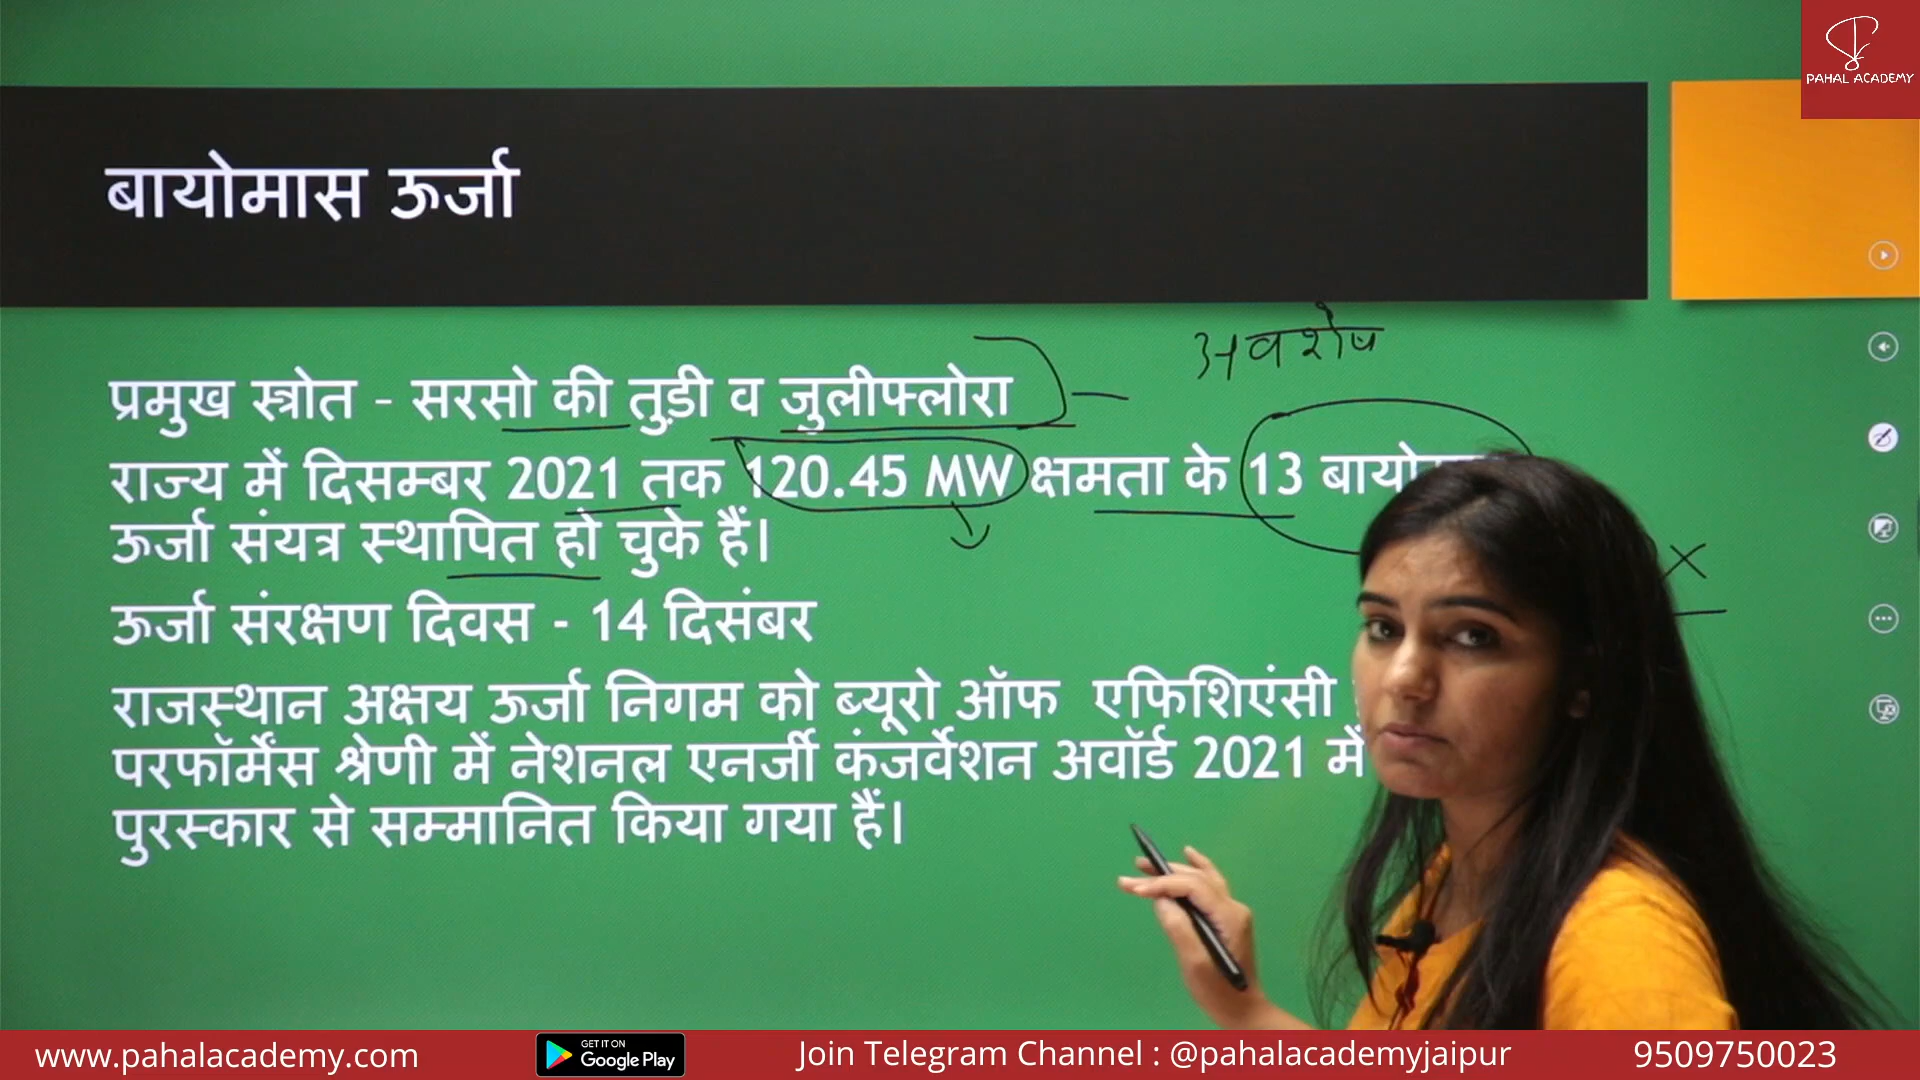 PAHAL ACADEMY
बायोमास ऊर्जा
अवशेष
प्रमुख स्त्रोत - सरसो की तुड़ी व जुलीफ्लोरा
राज्य में दिसम्बर 2021 तक 120.45 MW क्षमता के 13
ऊर्जा संयत्र स्थापित हो चुके हैं।
ऊर्जा संरक्षण दिवस - 14 दिसंबर
राजस्थान अक्षय ऊर्जा निगम को ब्यूरो ऑफ एफिशिएंसी
परफॉर्मेंस श्रेणी में नेशनल एनर्जी कंजर्वेशन अवॉर्ड 2021 में
पुरस्कार से सम्मानित किया गया हैं।
www.pahalacademy.com
GET IT ON
Google Play
Join Telegram Channel : @pahalacademyjaipur
9509750023